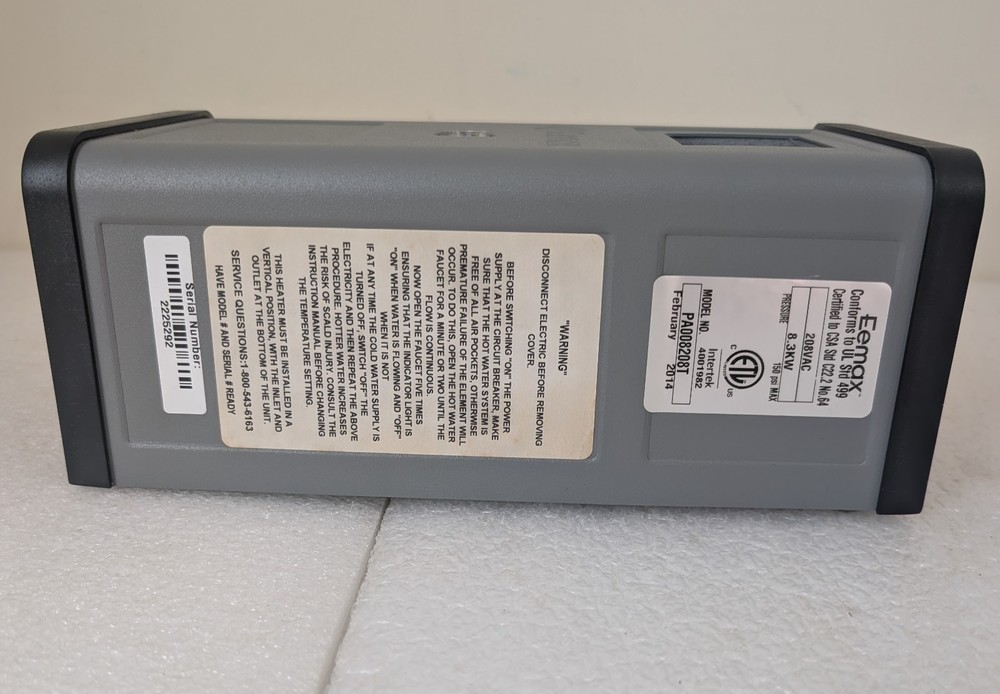 Eemax
Conforms to UL Std 499
Certified to CSA Std C22.2 No.64
208VAC
8.3KW
PRESSURE 150 psi MAX
C ETL US
Intertek
4001982
MODEL NO. PA008208T
February 2014
"WARNING"
DISCONNECT ELECTRIC BEFORE REMOVING
COVER.
BEFORE SWITCHING "ON" THE POWER
SUPPLY AT THE CIRCUIT BREAKER, MAKE
SURE THAT THE HOT WATER SYSTEM IS
FREE OF ALL AIR POCKETS. OTHERWISE
PREMATURE FAILURE OF THE ELEMENT WILL
OCCUR. TO DO THIS, OPEN THE HOT WATER
FAUCET FOR A MINUTE OR TWO UNTIL THE
FLOW IS CONTINUOUS.
NOW OPEN THE FAUCET FIVE TIMES
ENSURING THAT THE INDICATOR LIGHT IS
"ON" WHEN WATER IS FLOWING AND "OFF"
WHEN IT IS NOT
IF AT ANY TIME THE COLD WATER SUPPLY IS
TURNED OFF, SWITCH "OFF" THE
ELECTRICITY AND THEN REPEAT THE ABOVE
PROCEDURE. HOTTER WATER INCREASES
THE RISK OF SCALD INJURY. CONSULT THE
INSTRUCTION MANUAL BEFORE CHANGING
THE TEMPERATURE SETTING.
THIS HEATER MUST BE INSTALLED IN A
VERTICAL POSITION, WITH THE INLET AND
OUTLET AT THE BOTTOM OF THE UNIT.
SERVICE QUESTIONS:1-800-543-6163
HAVE MODEL # AND SERIAL # READY
Serial Number:
2225292